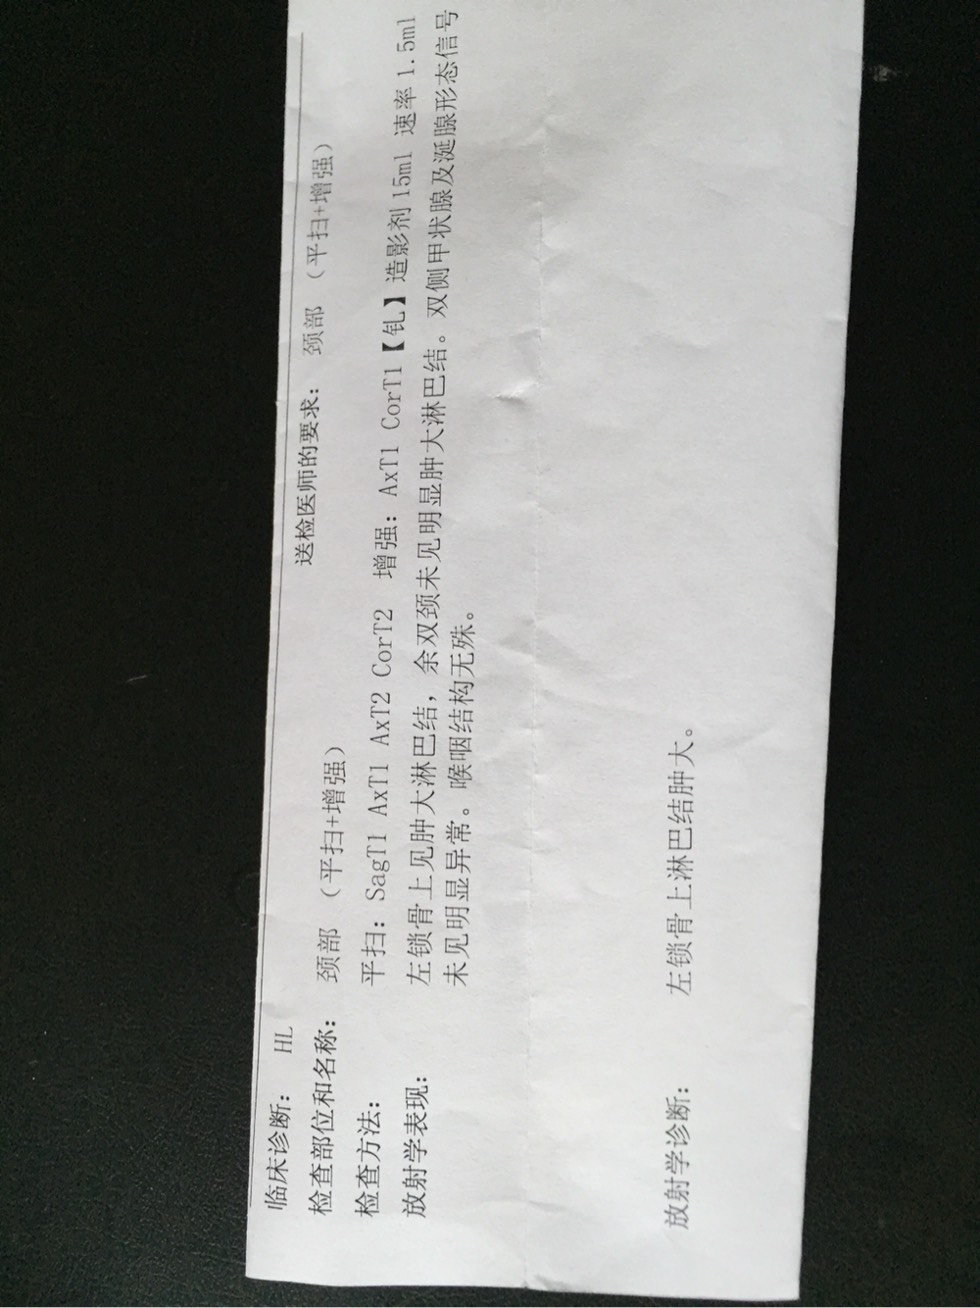 临床诊断: HL
检查部位和名称: 颈部 (平扫+增强) 送检医师的要求: 颈部 (平扫+增强)
检查方法: 平扫: SagT1 AxT1 AxT2 CorT2 增强: AxT1 CorT1【钆】造影剂15ml 速率1.5ml
放射学表现: 左锁骨上见肿大淋巴结, 余双颈未见明显肿大淋巴结。双侧甲状腺及涎腺形态信号
未见明显异常。喉咽结构无殊。
放射学诊断: 左锁骨上淋巴结肿大。